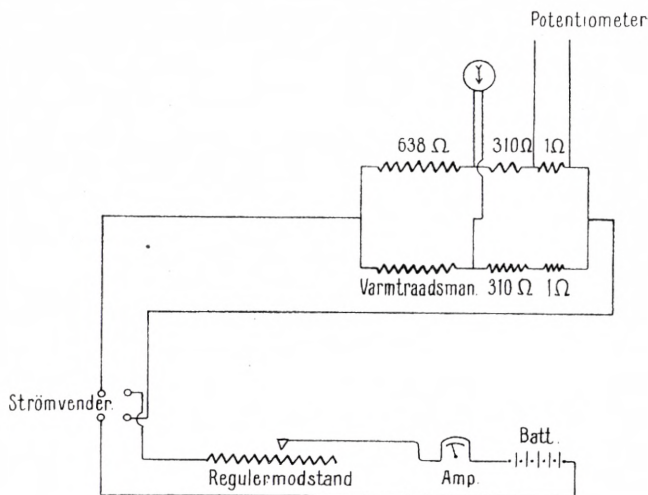 Potentiometer
638 Ω 310Ω 1Ω
Varmtraadsman. 310 Ω 1Ω
Strömvender.
Regulermodstand
Amp.
Batt.